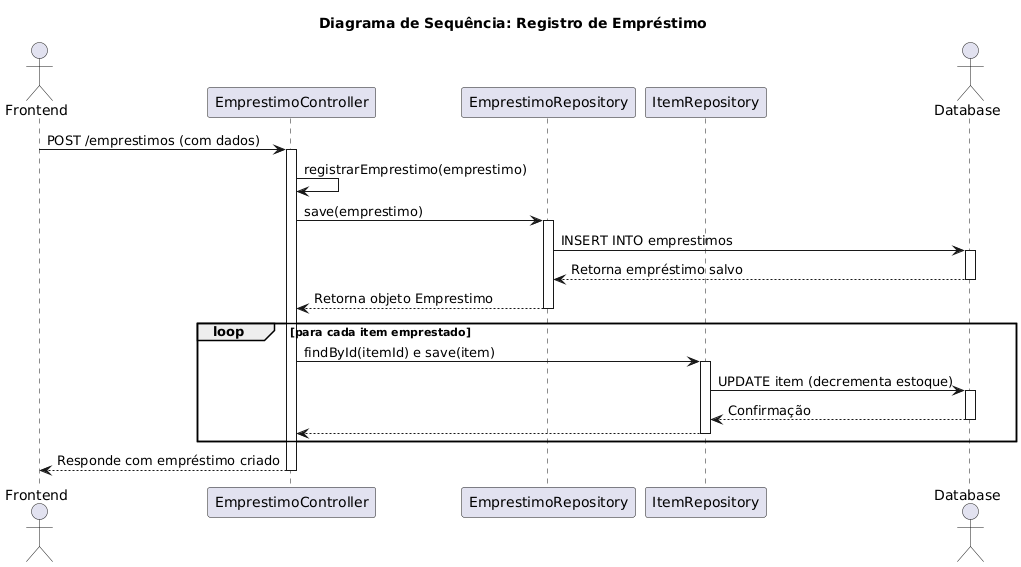 Diagrama de Sequência: Registro de Empréstimo
Frontend
EmprestimoController
EmprestimoRepository
ItemRepository
Database
POST /emprestimos (com dados)
registrarEmprestimo(emprestimo)
save(emprestimo)
INSERT INTO emprestimos
Retorna empréstimo salvo
Retorna objeto Emprestimo
loop
[para cada item emprestado]
findById(itemId) e save(item)
UPDATE item (decrementa estoque)
Confirmação
Responde com empréstimo criado
Frontend
EmprestimoController
EmprestimoRepository
ItemRepository
Database